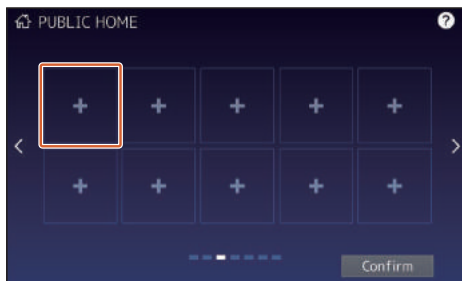 PUBLIC HOME
?
+ + + + +
+ + + + +
< >
Confirm